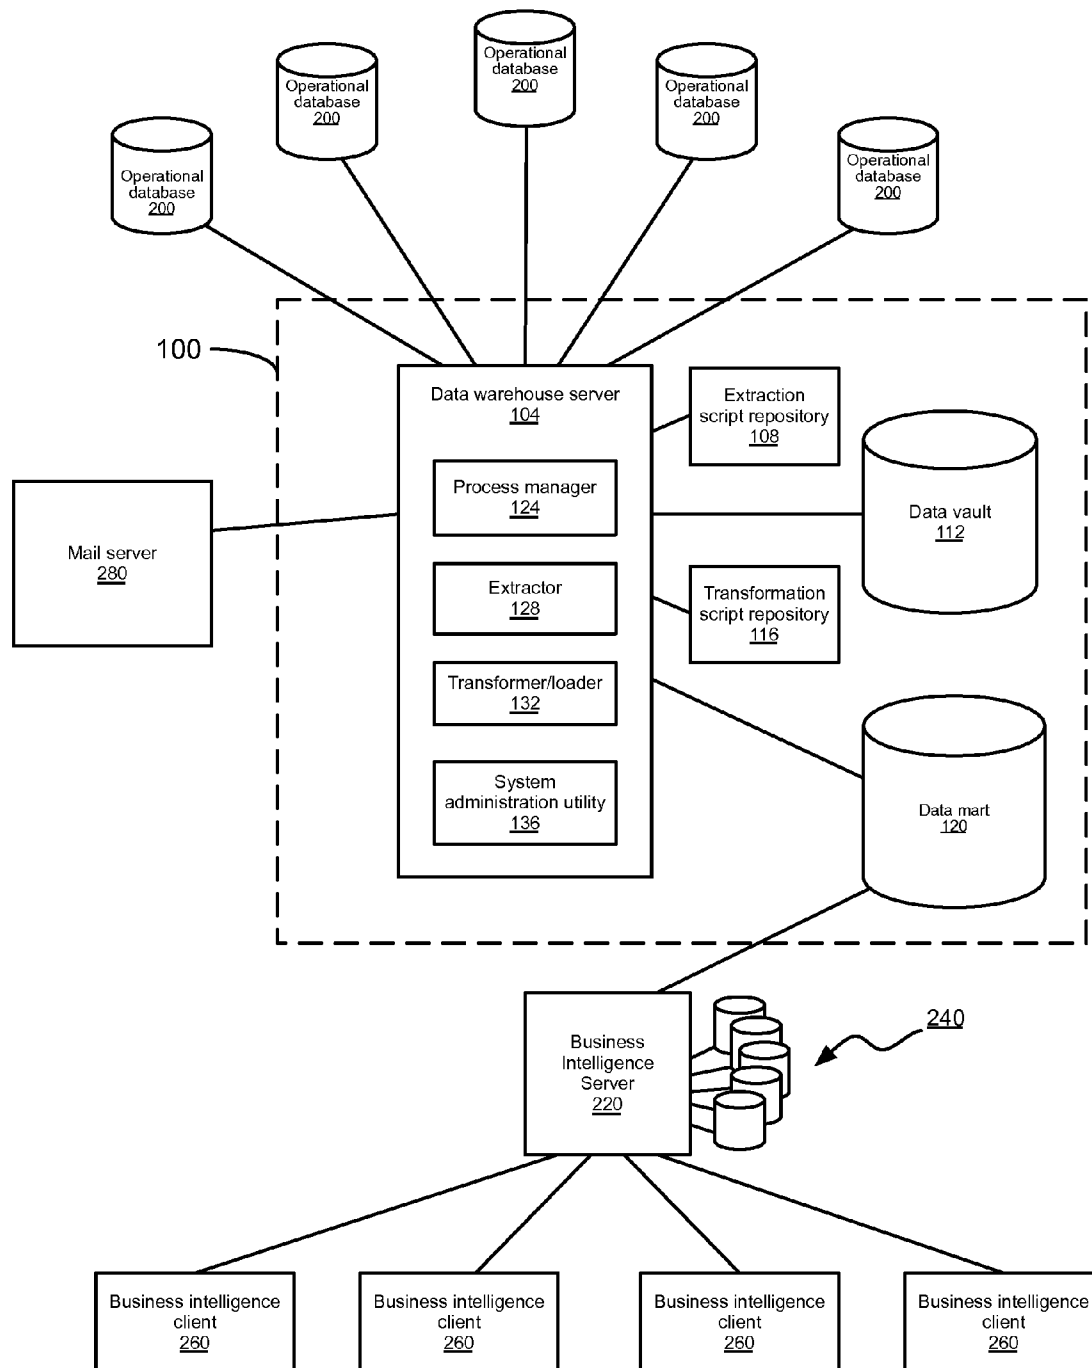 Operational
database
200
Operational
database
200
Operational
database
200
Operational
database
200
Operational
database
200
100
Data warehouse server
104
Process manager
124
Extractor
128
Transformer/loader
132
System
administration utility
136
Extraction
script repository
108
Data vault
112
Transformation
script repository
116
Data mart
120
Mail server
280
Business
Intelligence
Server
220
240
Business intelligence
client
260
Business intelligence
client
260
Business intelligence
client
260
Business intelligence
client
260